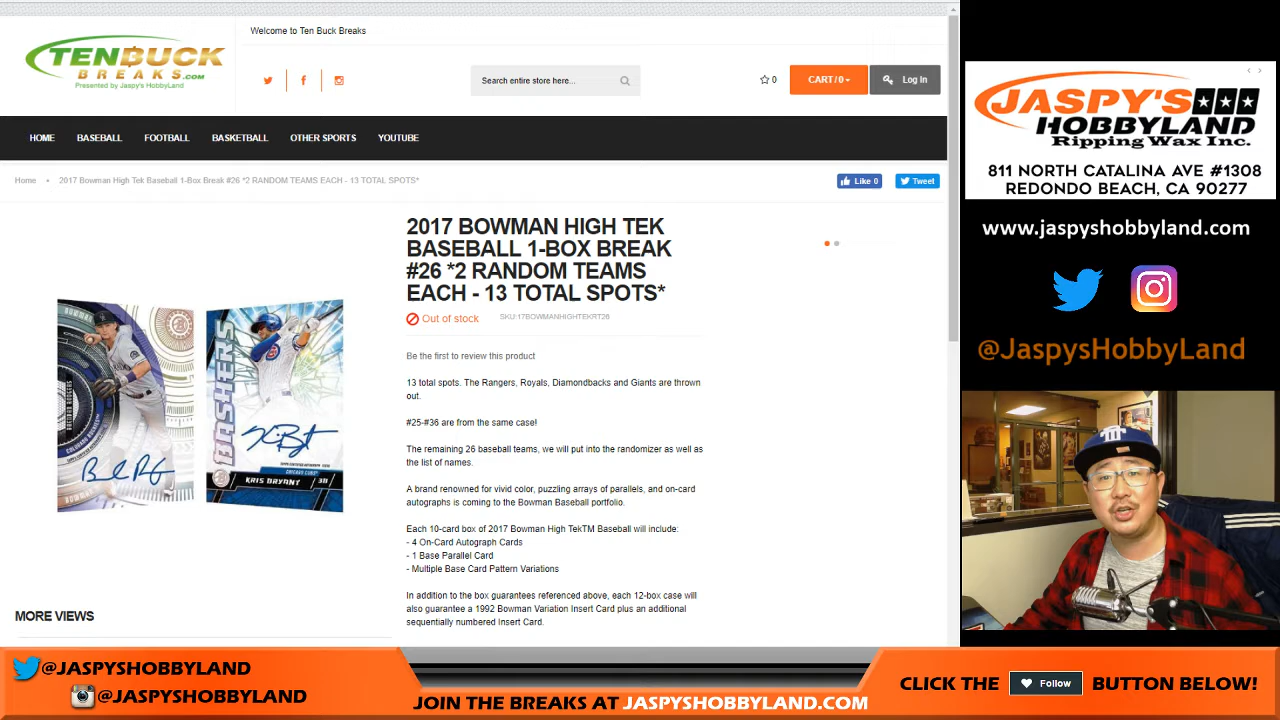 Welcome to Ten Buck Breaks
TENBUCK
BREAKS.COM
Presented by Jaspy's HobbyLand
Search entire store here...
0
CART / 0
Log In
HOME
BASEBALL
FOOTBALL
BASKETBALL
OTHER SPORTS
YOUTUBE
Home • 2017 Bowman High Tek Baseball 1-Box Break #26 *2 RANDOM TEAMS EACH - 13 TOTAL SPOTS*
Like 0
Tweet
2017 BOWMAN HIGH TEK
BASEBALL 1-BOX BREAK
#26 *2 RANDOM TEAMS
EACH - 13 TOTAL SPOTS*
Out of stock
SKU:17BOWMANHIGHTEKRT26
Be the first to review this product
13 total spots. The Rangers, Royals, Diamondbacks and Giants are thrown
out.
#25-#36 are from the same case!
The remaining 26 baseball teams, we will put into the randomizer as well as
the list of names.
A brand renowned for vivid color, puzzling arrays of parallels, and on-card
autographs is coming to the Bowman Baseball portfolio.
Each 10-card box of 2017 Bowman High TekTM Baseball will include:
- 4 On-Card Autograph Cards
- 1 Base Parallel Card
- Multiple Base Card Pattern Variations
In addition to the box guarantees referenced above, each 12-box case will
also guarantee a 1992 Bowman Variation Insert Card plus an additional
sequentially numbered Insert Card.
BASHERS
KRIS BRYANT
3B
MORE VIEWS
JASPY'S
HOBBYLAND
Ripping Wax Inc.
811 NORTH CATALINA AVE #1308
REDONDO BEACH, CA 90277
www.jaspyshobbyland.com
@JaspysHobbyLand
@JASPYSHOBBYLAND
@JASPYSHOBBYLAND
JOIN THE BREAKS AT JASPYSHOBBYLAND.COM
CLICK THE
Follow
BUTTON BELOW!